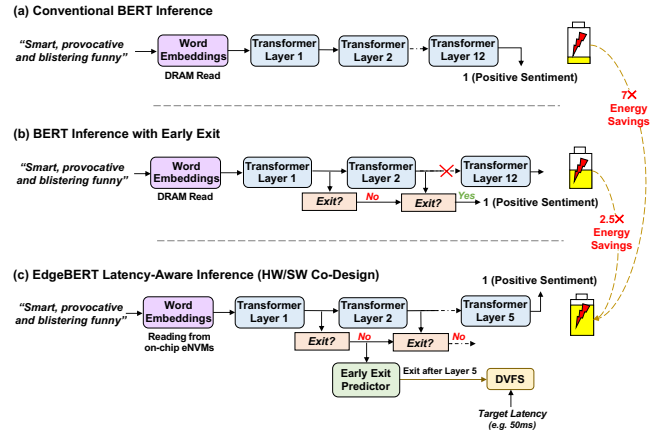 (a) Conventional BERT Inference
"Smart, provocative
and blistering funny"
Word
Embeddings
DRAM Read
Transformer
Layer 1
Transformer
Layer 2
Transformer
Layer 12
1 (Positive Sentiment)
7×
Energy
Savings
(b) BERT Inference with Early Exit
"Smart, provocative
and blistering funny"
Word
Embeddings
DRAM Read
Transformer
Layer 1
Transformer
Layer 2
Transformer
Layer 12
Exit?
No
Exit?
Yes
1 (Positive Sentiment)
2.5×
Energy
Savings
(c) EdgeBERT Latency-Aware Inference (HW/SW Co-Design)
1 (Positive Sentiment)
"Smart, provocative
and blistering funny"
Word
Embeddings
Reading from
on-chip eNVMs
Transformer
Layer 1
Transformer
Layer 2
Transformer
Layer 5
Exit?
No
Exit?
No
Early Exit
Predictor
Exit after Layer 5
DVFS
Target Latency
(e.g. 50ms)